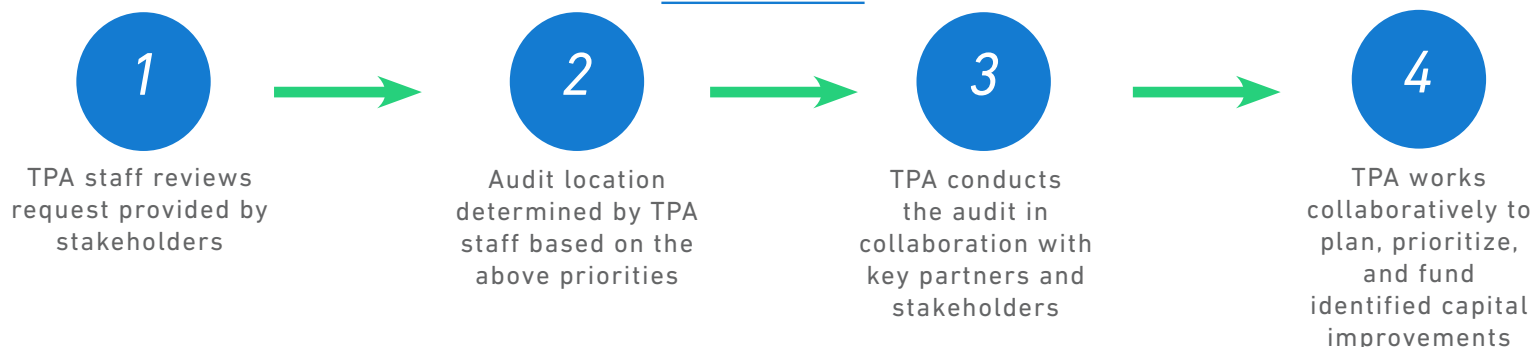 1
TPA staff reviews
request provided by
stakeholders
2
Audit location
determined by TPA
staff based on the
above priorities
3
TPA conducts
the audit in
collaboration with
key partners and
stakeholders
4
TPA works
collaboratively to
plan, prioritize,
and fund
identified capital
improvements